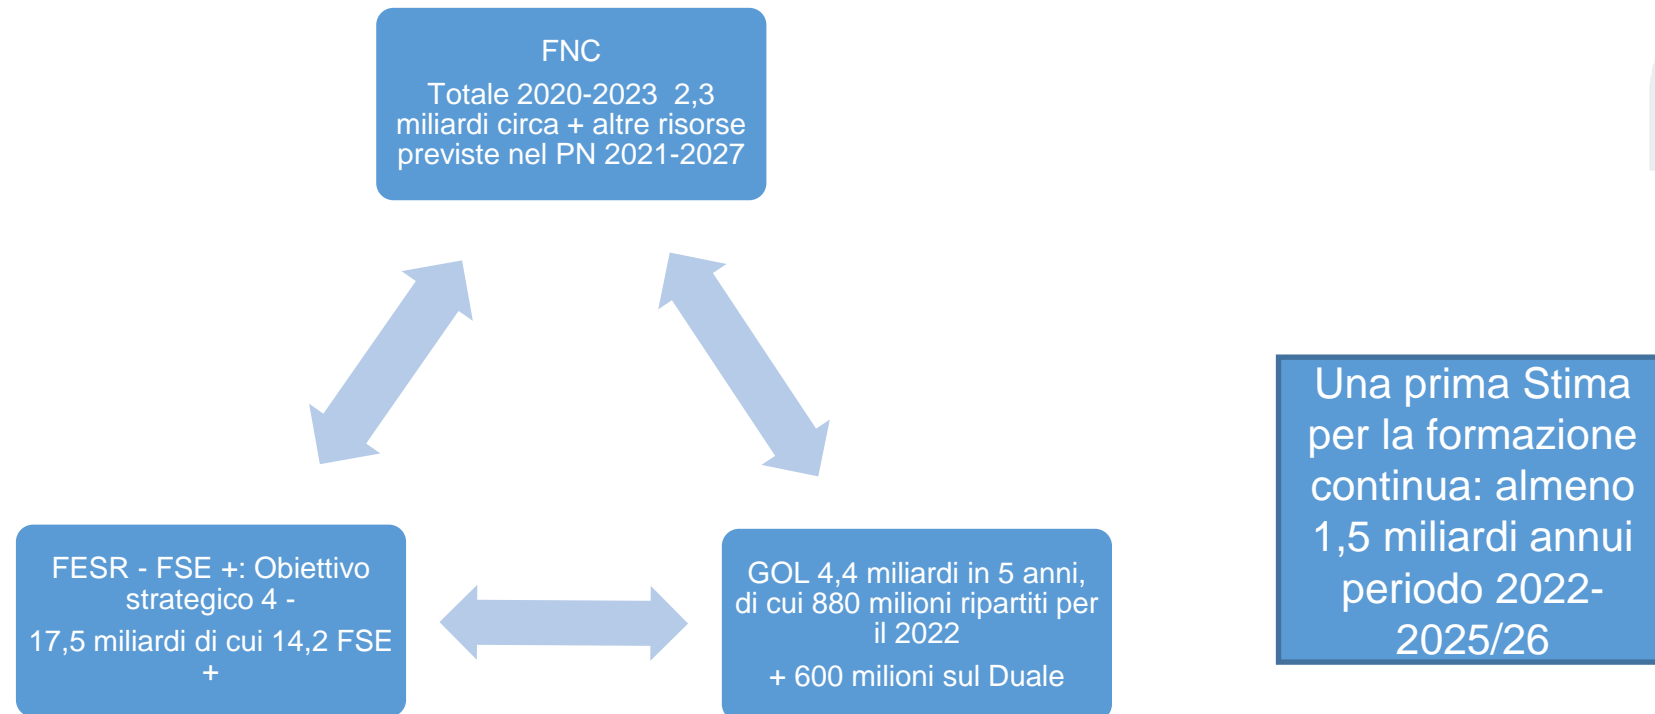 FNC
Totale 2020-2023 2,3
miliardi circa + altre risorse
previste nel PN 2021-2027
FESR - FSE +: Obiettivo
strategico 4 -
17,5 miliardi di cui 14,2 FSE
+
GOL 4,4 miliardi in 5 anni,
di cui 880 milioni ripartiti per
il 2022
+ 600 milioni sul Duale
Una prima Stima
per la formazione
continua: almeno
1,5 miliardi annui
periodo 2022-
2025/26